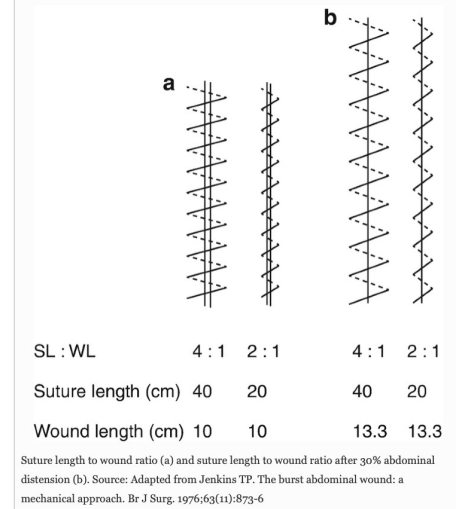 b
a
SL : WL 4 : 1 2 : 1 4 : 1 2 : 1
Suture length (cm) 40 20 40 20
Wound length (cm) 10 10 13.3 13.3
Suture length to wound ratio (a) and suture length to wound ratio after 30% abdominal
distension (b). Source: Adapted from Jenkins TP. The burst abdominal wound: a
mechanical approach. Br J Surg. 1976;63(11):873-6